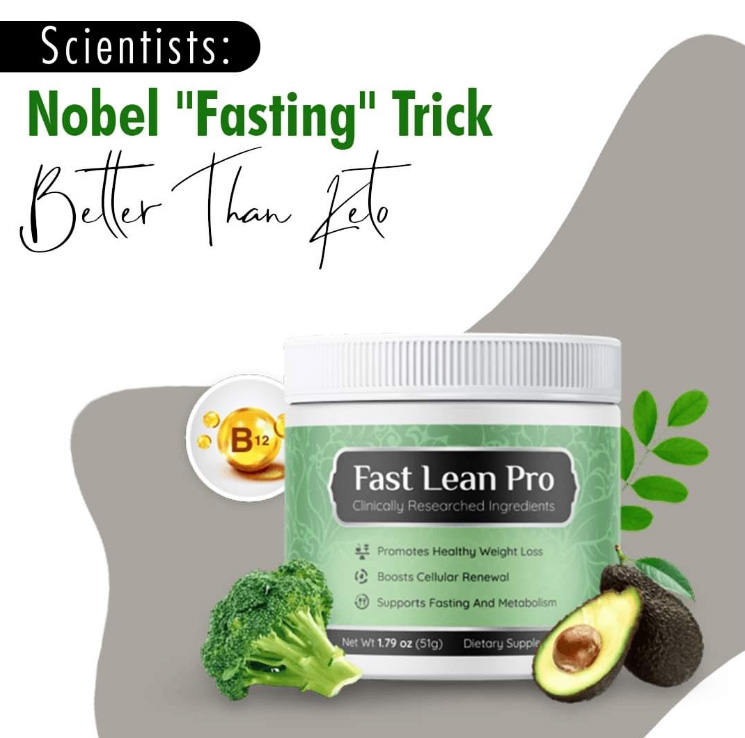 Scientists:
Nobel "Fasting" Trick
Better Than Keto
B12
Fast Lean Pro
Clinically Researched Ingredients
Promotes Healthy Weight Loss
Boosts Cellular Renewal
Supports Fasting And Metabolism
Net Wt 1.79 oz (51g) Dietary